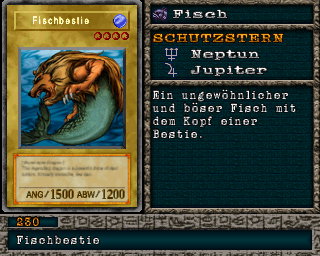 Fischbestie
ANG/1500 ABW/1200
Fisch
SCHUTZSTERN
Neptun
Jupiter
Ein ungewöhnlicher
und böser Fisch mit
dem Kopf einer
Bestie.
230
Fischbestie